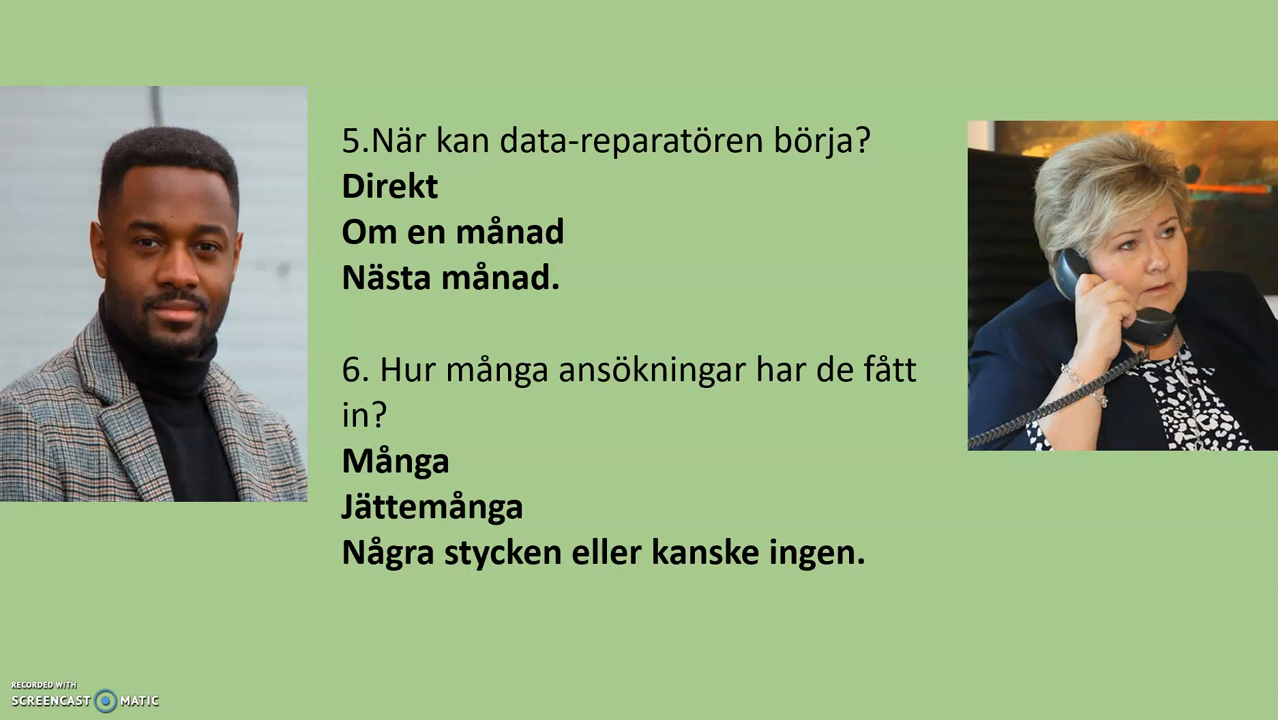 5.När kan data-reparatören börja?
Direkt
Om en månad
Nästa månad.
6. Hur många ansökningar har de fått
in?
Många
Jättemånga
Några stycken eller kanske ingen.
RECORDED WITH
SCREENCAST MATIC